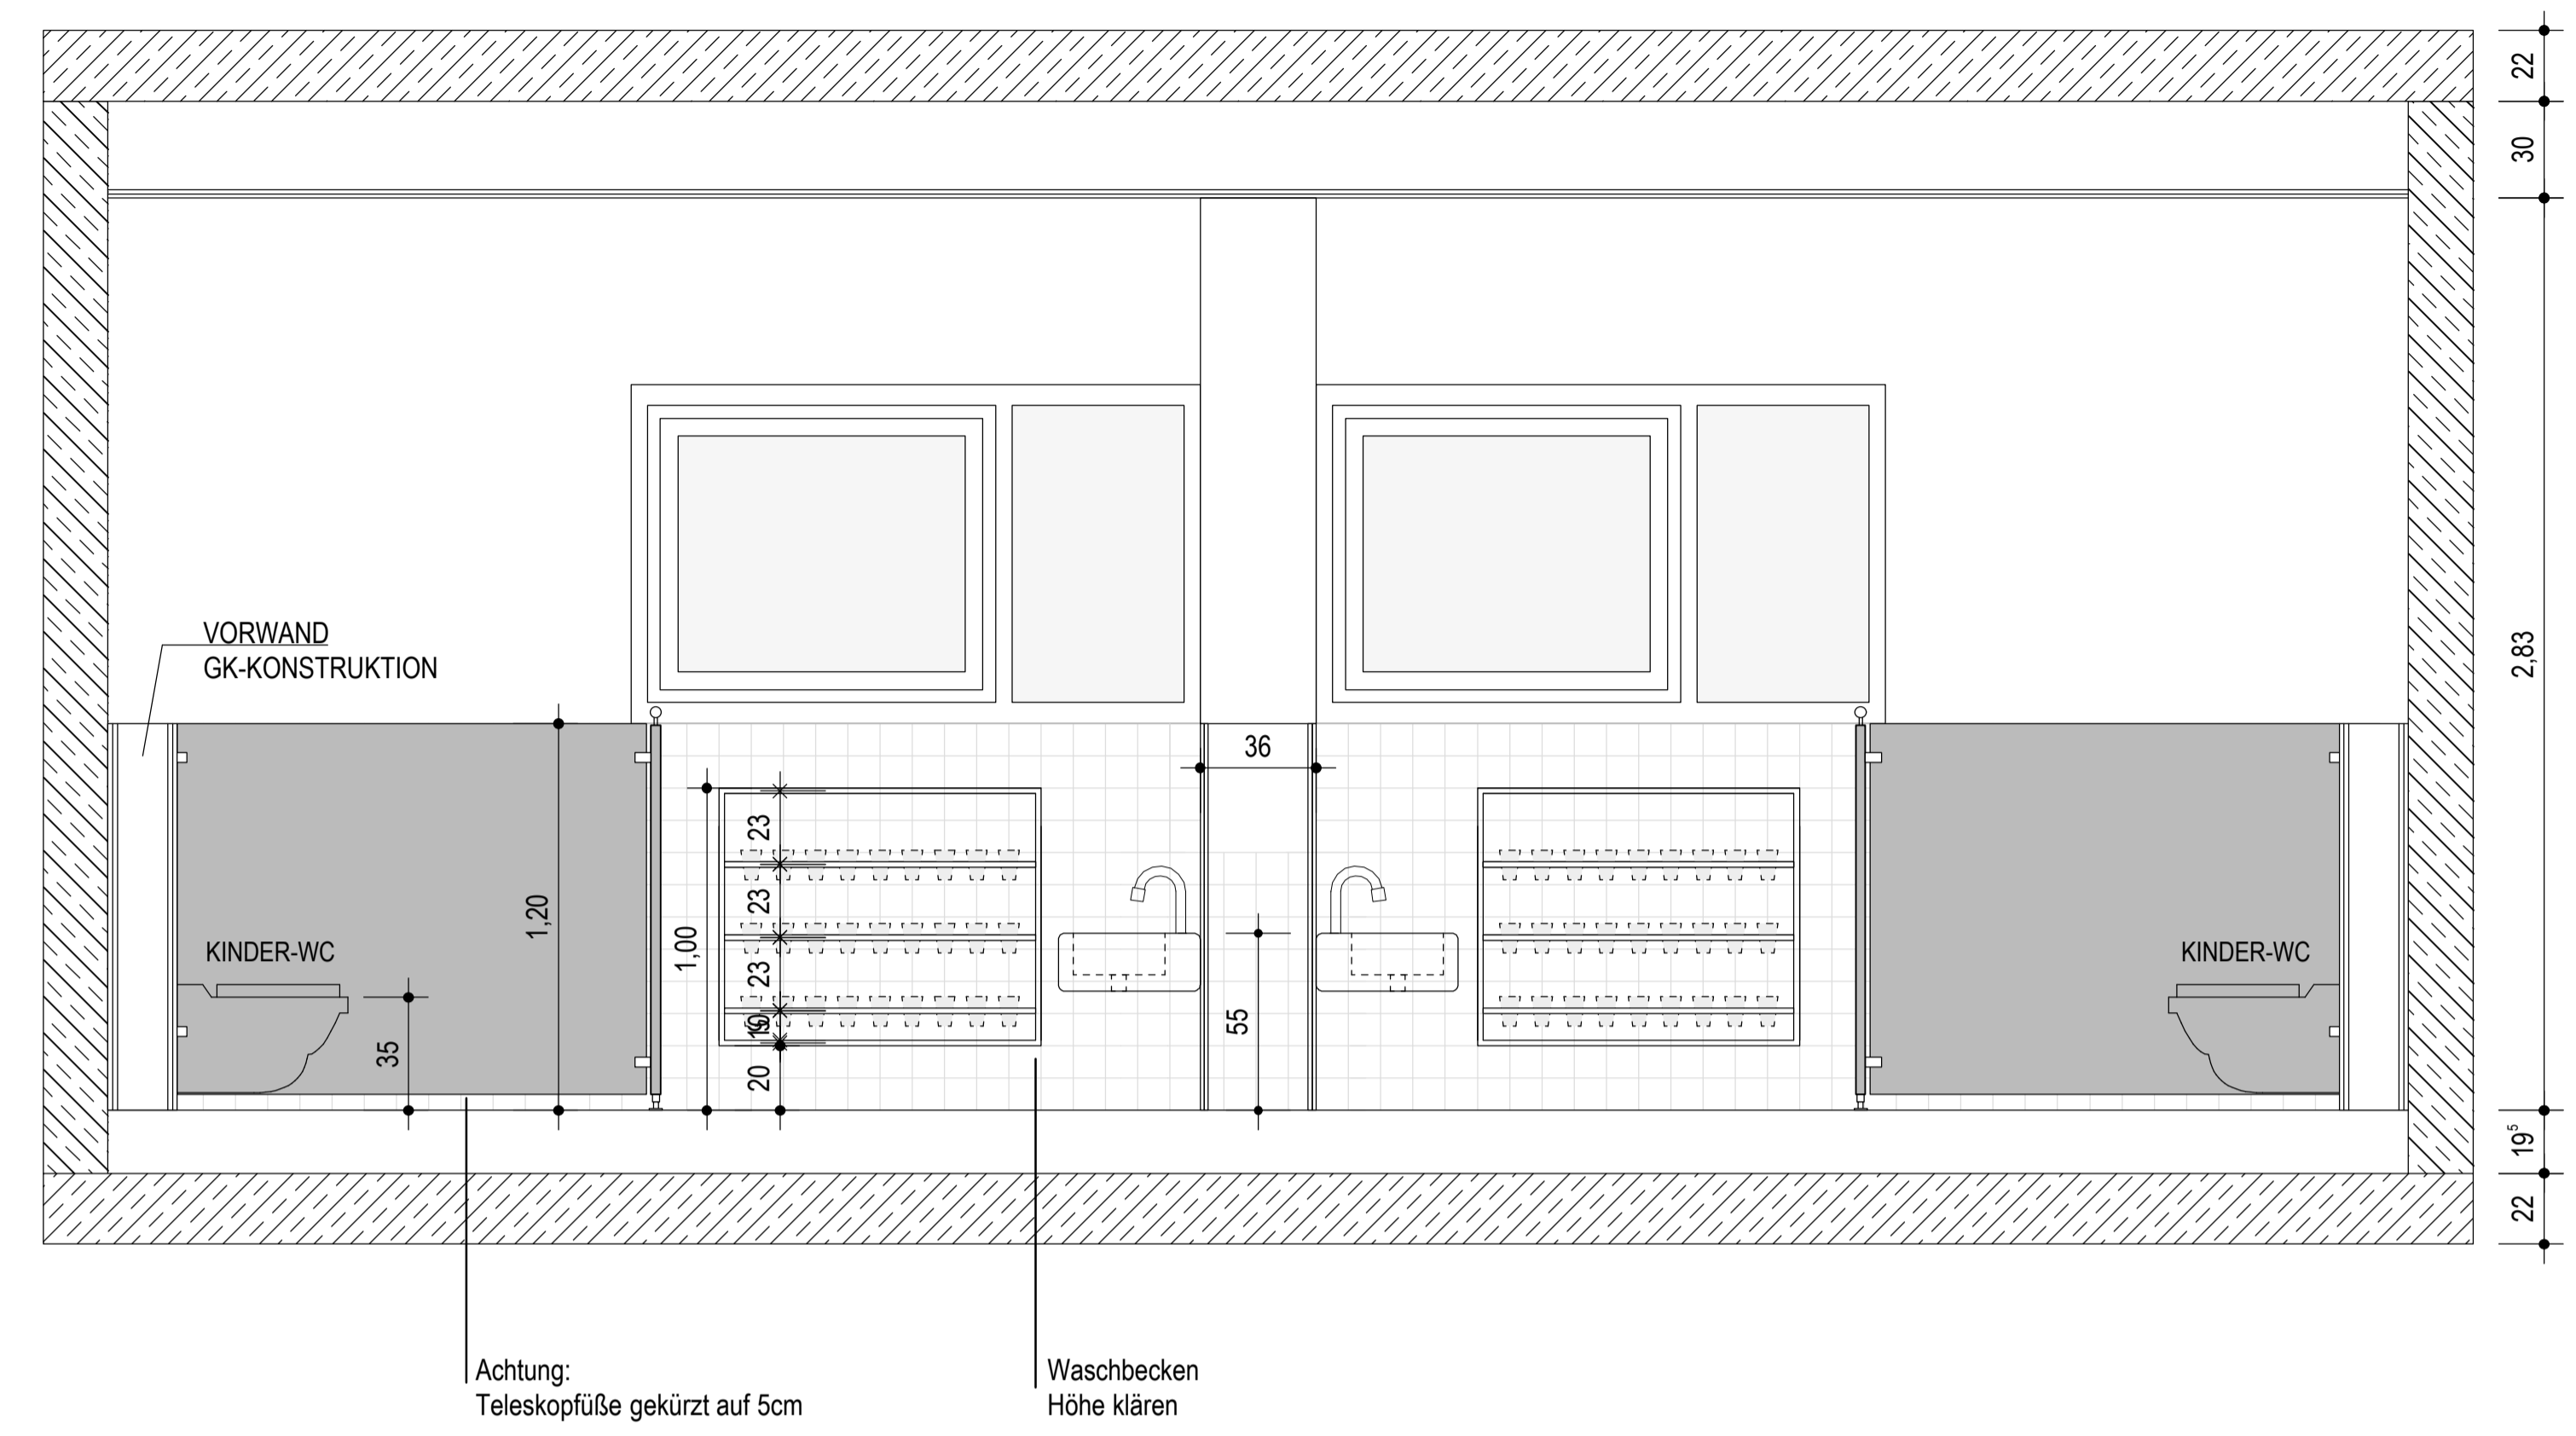 22
30
2,83
VORWAND
GK-KONSTRUKTION
36
23
23
1,20
1,00
KINDER-WC
KINDER-WC
23
55
35
20
19⁵
22
Achtung:
Teleskopfüße gekürzt auf 5cm
Waschbecken
Höhe klären